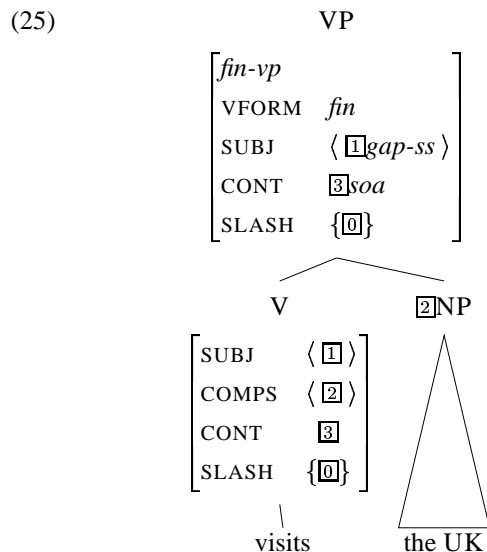 (25) VP
fin-vp
VFORM fin
SUBJ ⟨ [1]gap-ss ⟩
CONT [3]soa
SLASH {[0]}
V [2]NP
SUBJ ⟨ [1] ⟩
COMPS ⟨ [2] ⟩
CONT [3]
SLASH {[0]}
visits the UK